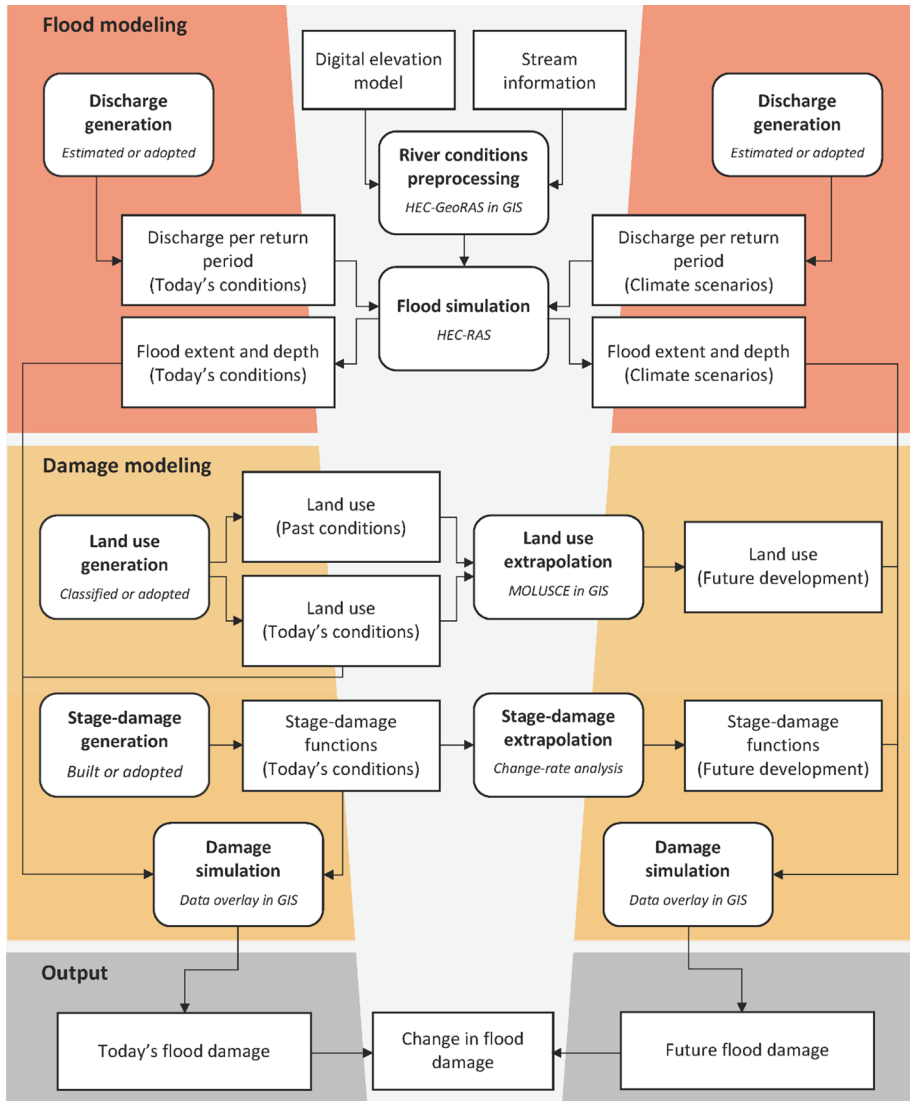 Flood modeling
Digital elevation
model
Stream
information
Discharge
generation
Estimated or adopted
River conditions
preprocessing
HEC-GeoRAS in GIS
Discharge
generation
Estimated or adopted
Discharge per return
period
(Today's conditions)
Flood simulation
HEC-RAS
Discharge per return
period
(Climate scenarios)
Flood extent and depth
(Today's conditions)
Flood extent and depth
(Climate scenarios)
Damage modeling
Land use
generation
Classified or adopted
Land use
(Past conditions)
Land use
(Today's conditions)
Land use
extrapolation
MOLUSCE in GIS
Land use
(Future development)
Stage-damage
generation
Built or adopted
Stage-damage
functions
(Today's conditions)
Stage-damage
extrapolation
Change-rate analysis
Stage-damage
functions
(Future development)
Damage
simulation
Data overlay in GIS
Damage
simulation
Data overlay in GIS
Output
Today's flood damage
Change in flood
damage
Future flood damage